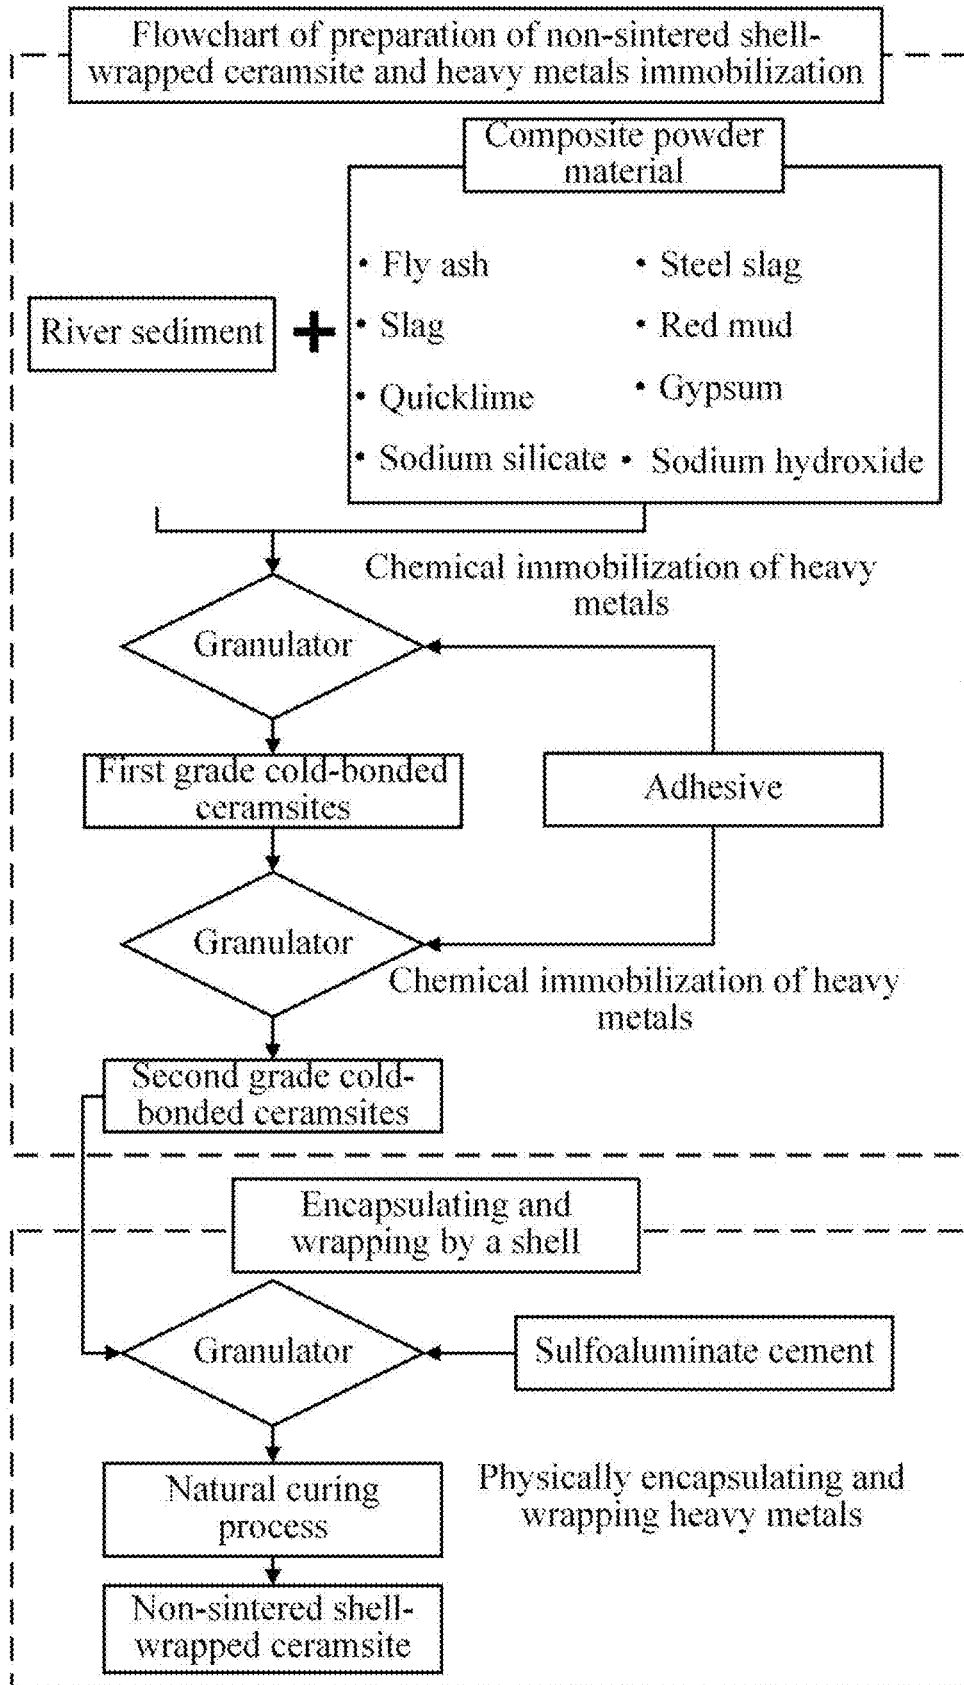 Flowchart of preparation of non-sintered shell-
wrapped ceramsite and heavy metals immobilization
Composite powder
material
River sediment
+
• Fly ash
• Steel slag
• Slag
• Red mud
• Quicklime
• Gypsum
• Sodium silicate
• Sodium hydroxide
Chemical immobilization of heavy
metals
Granulator
First grade cold-bonded
ceramsites
Adhesive
Granulator
Chemical immobilization of heavy
metals
Second grade cold-
bonded ceramsites
Encapsulating and
wrapping by a shell
Granulator
Sulfoaluminate cement
Natural curing
process
Physically encapsulating and
wrapping heavy metals
Non-sintered shell-
wrapped ceramsite